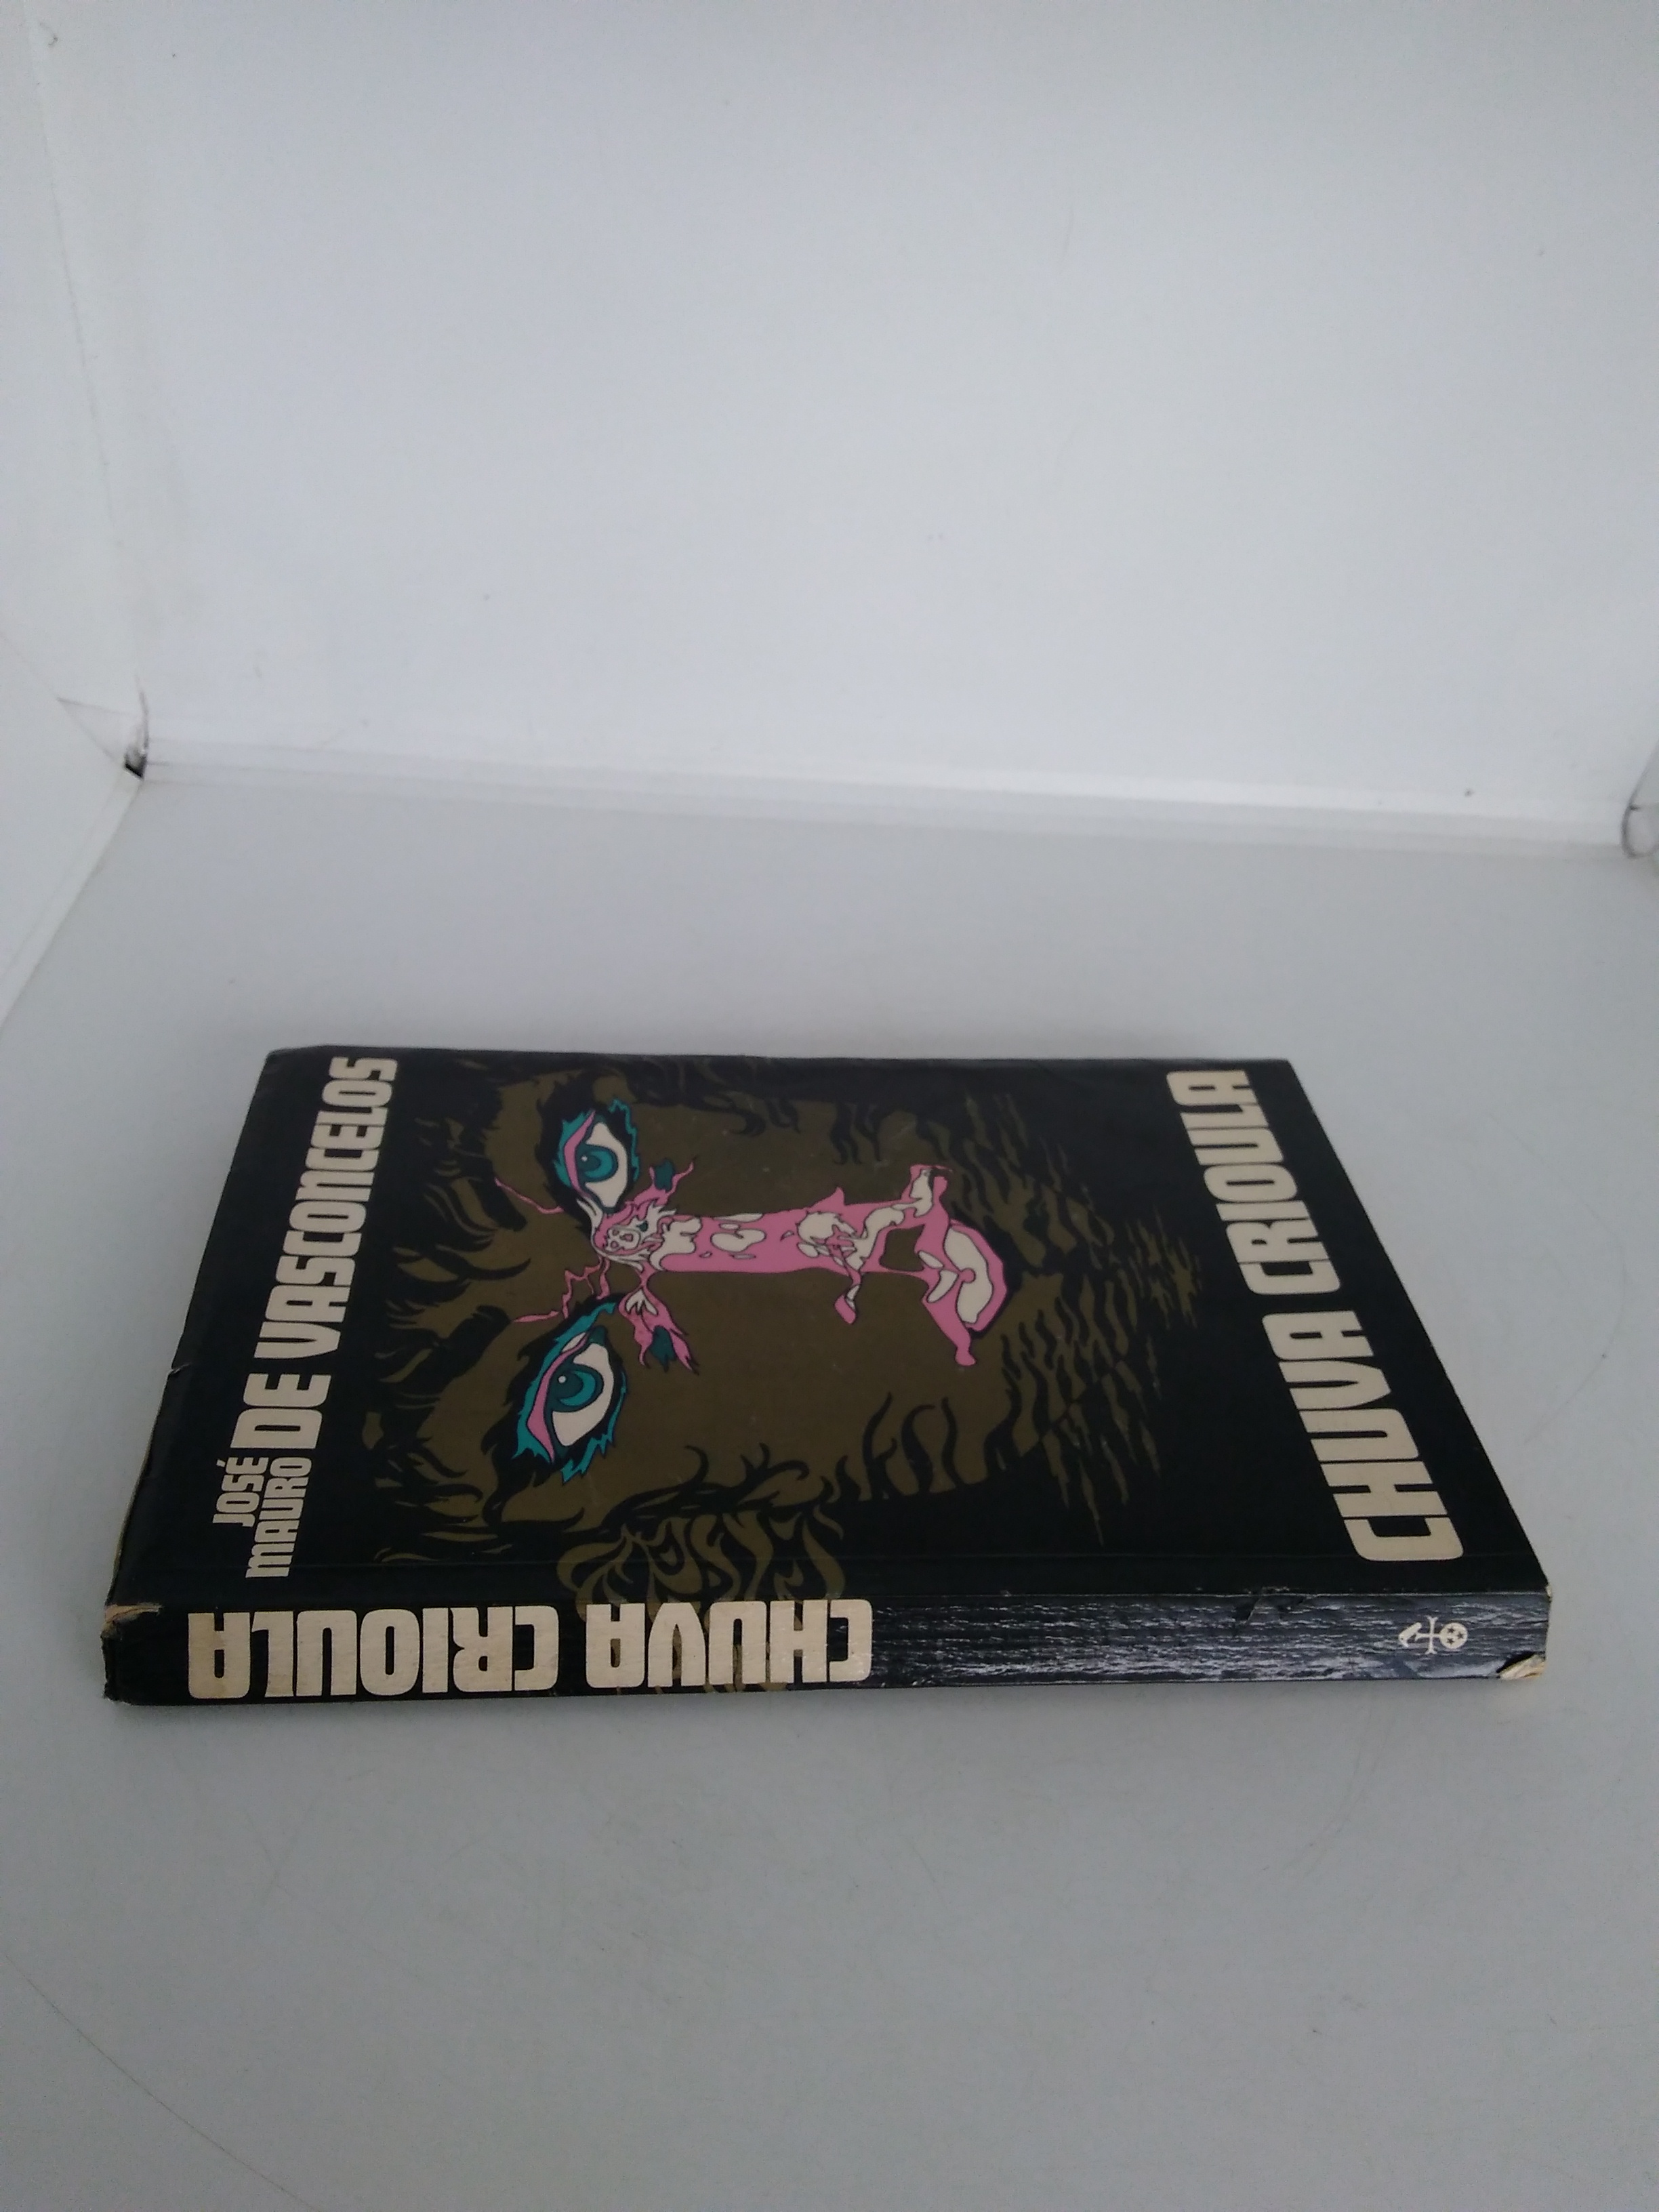 JOSÉ
MAURO DE VASCONCELOS
CHUVA CRIOULA
CHUVA CRIOULA